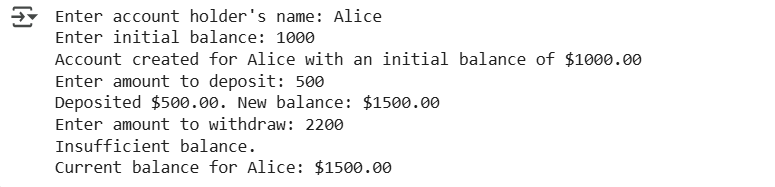 Enter account holder's name: Alice
Enter initial balance: 1000
Account created for Alice with an initial balance of $1000.00
Enter amount to deposit: 500
Deposited $500.00. New balance: $1500.00
Enter amount to withdraw: 2200
Insufficient balance.
Current balance for Alice: $1500.00